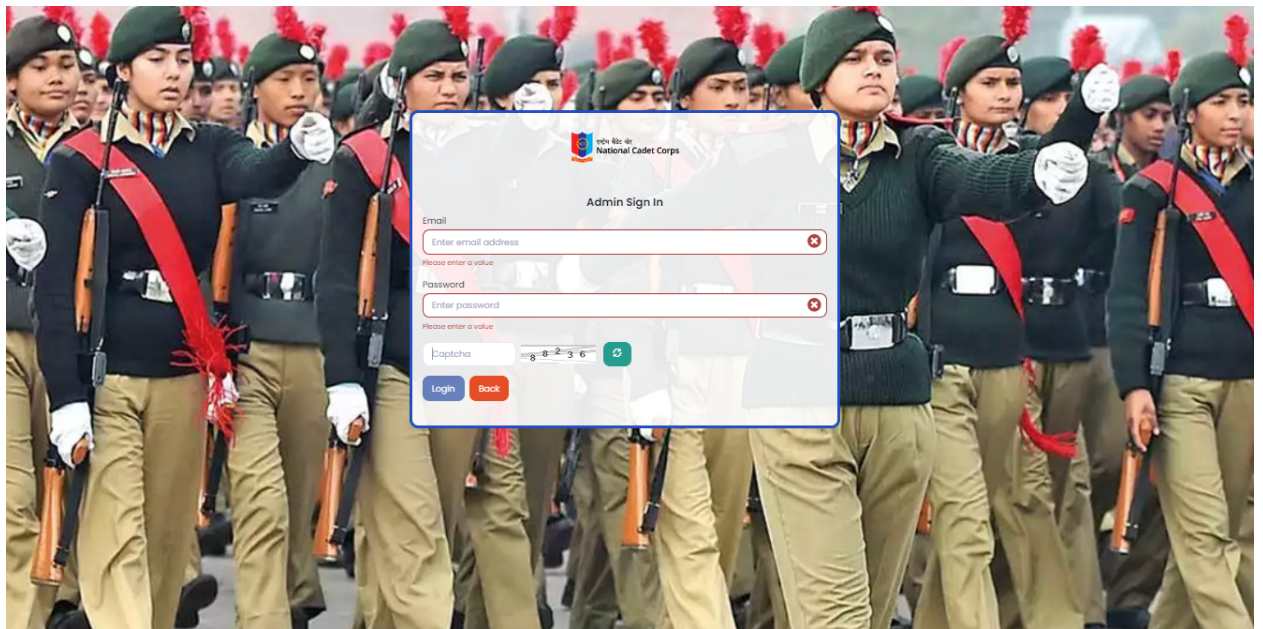 राष्ट्रीय कैडेट कोर
National Cadet Corps
Admin Sign In
Email
Enter email address
Please enter a value
Password
Enter password
Please enter a value
Captcha
8 8 2 3 6
Login
Back